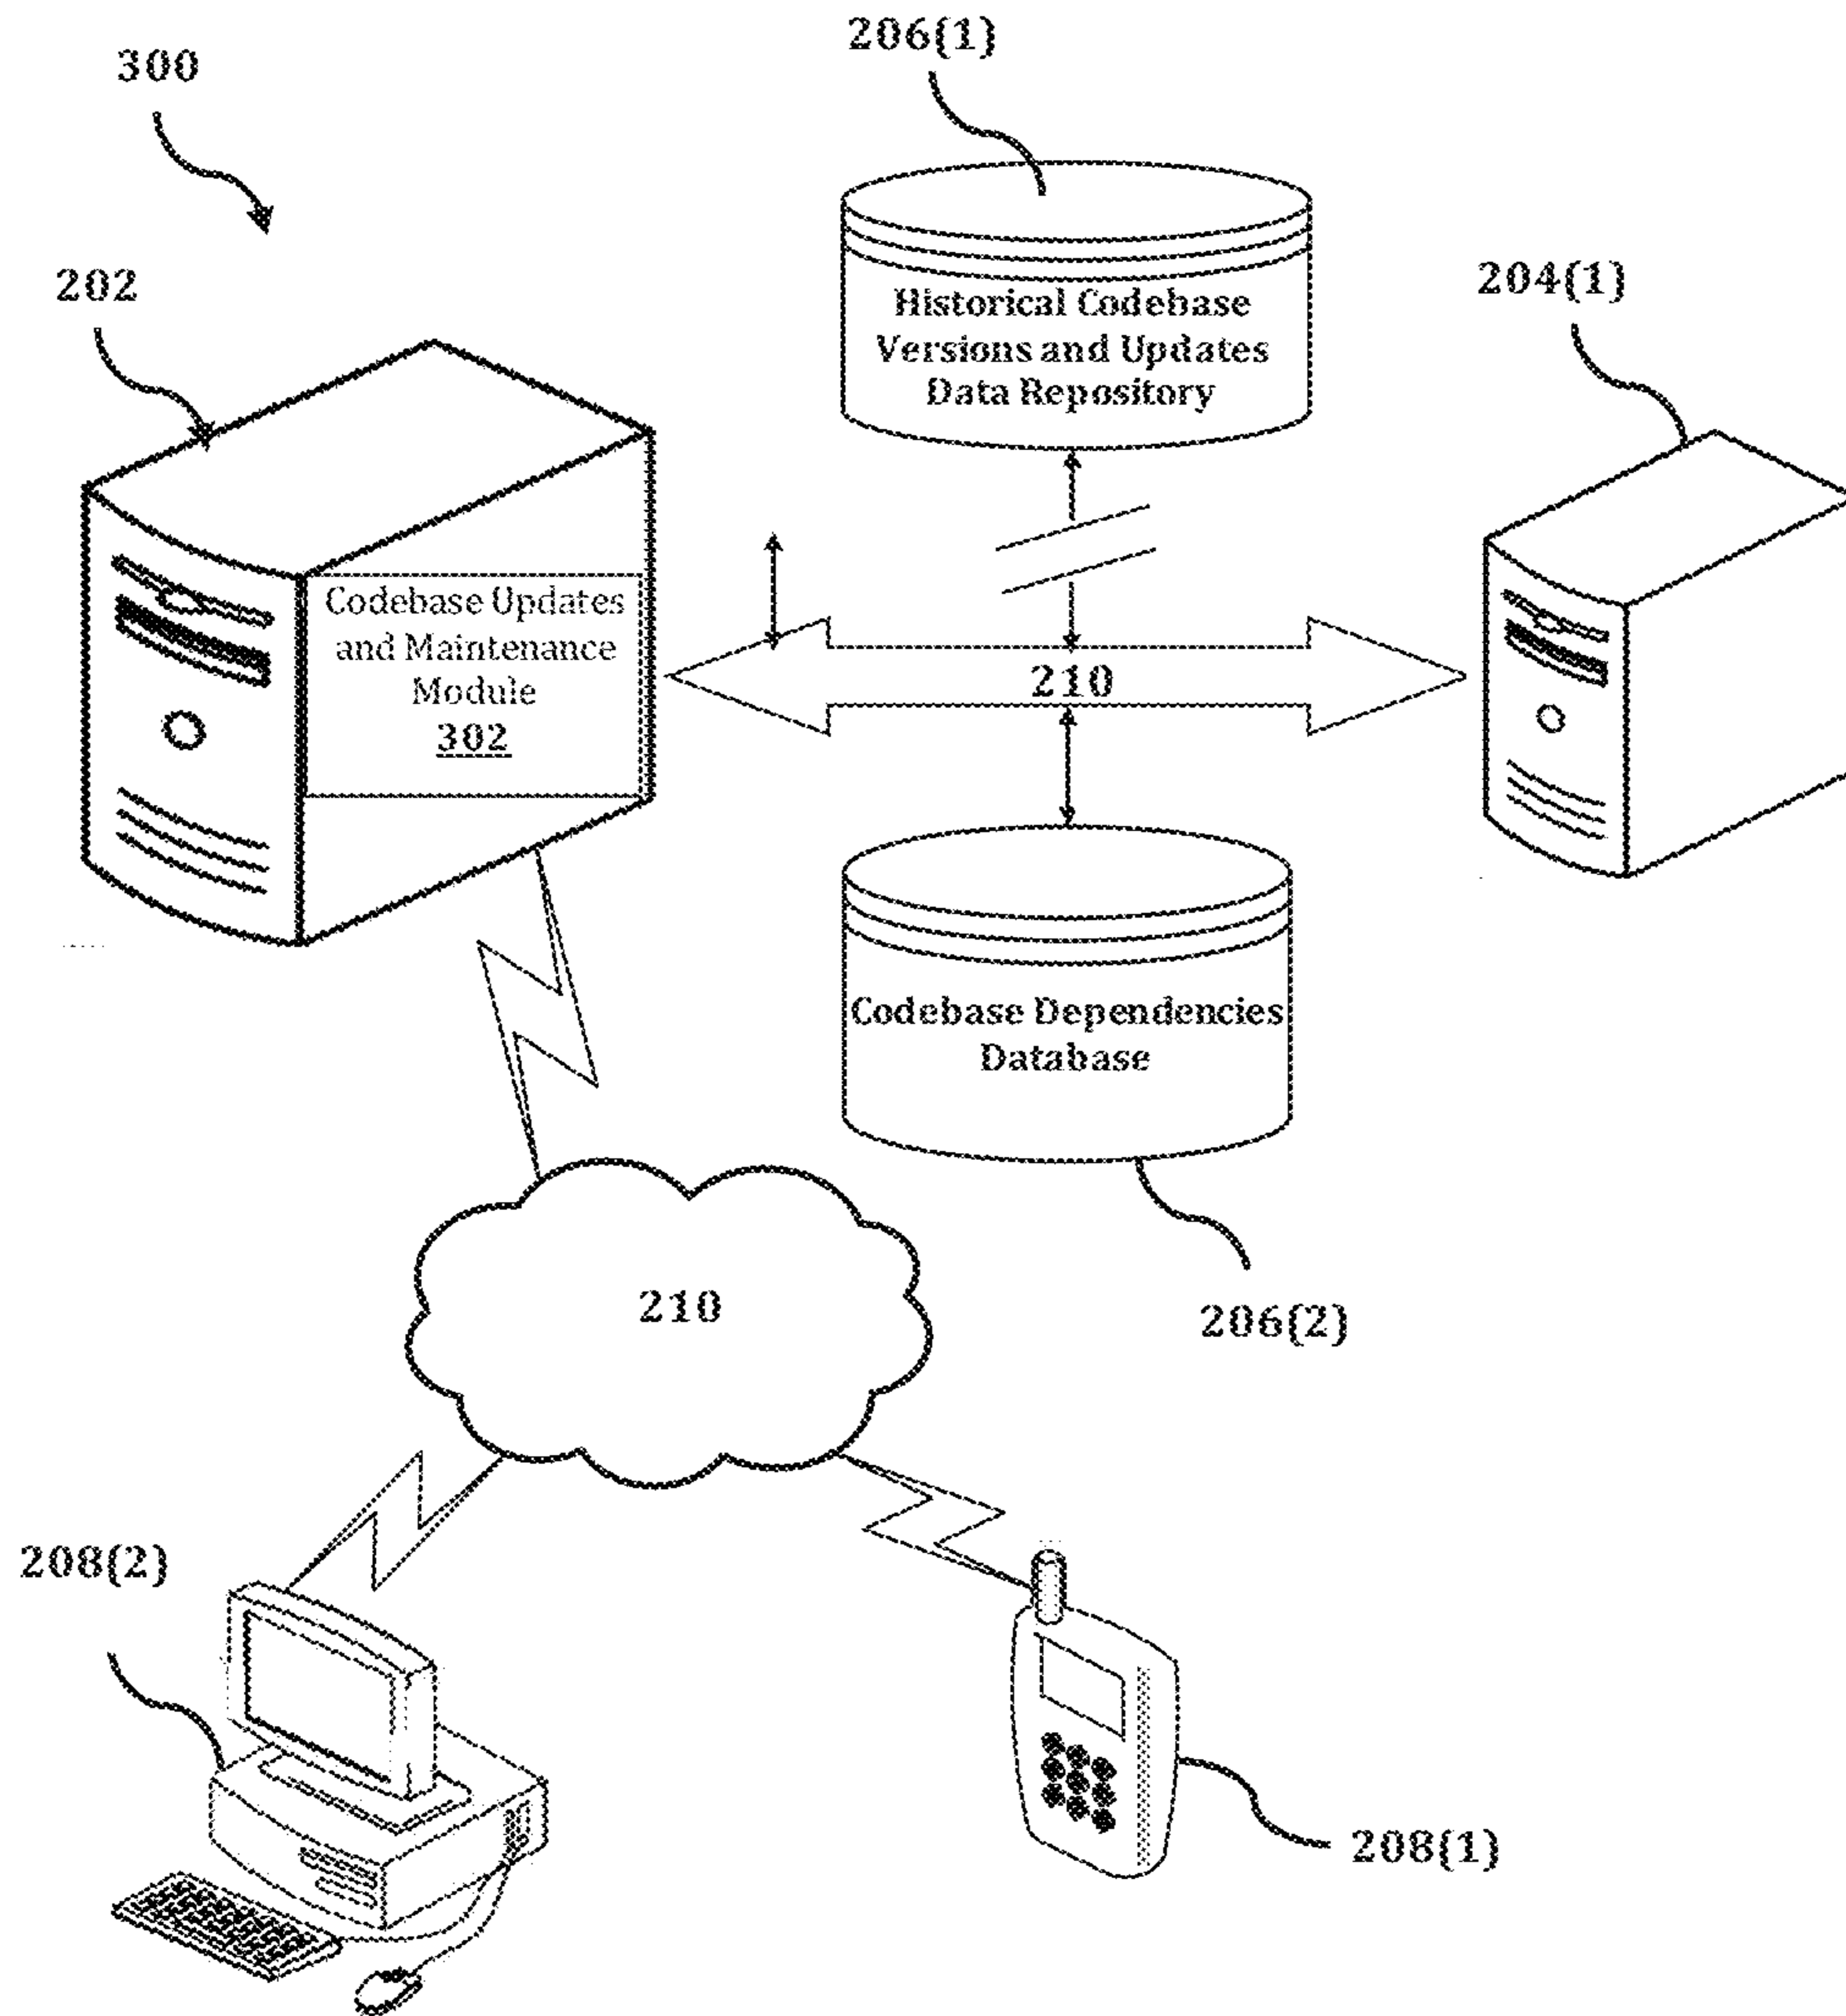 206(1)
300
202
204(1)
Historical Codebase
Versions and Updates
Data Repository
Codebase Updates
and Maintenance
Module
302
210
Codebase Dependencies
Database
210
206(2)
208(2)
208(1)